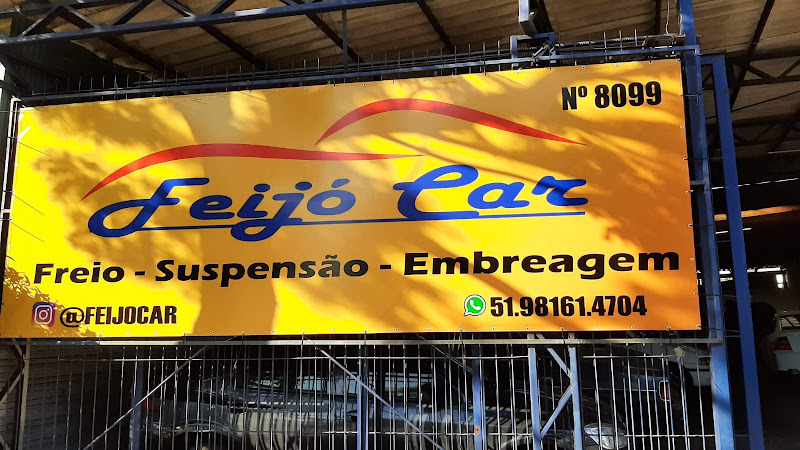 Nº 8099
Feijó Car
Freio - Suspensão - Embreagem
@FEIJOCAR
51.98161.4704